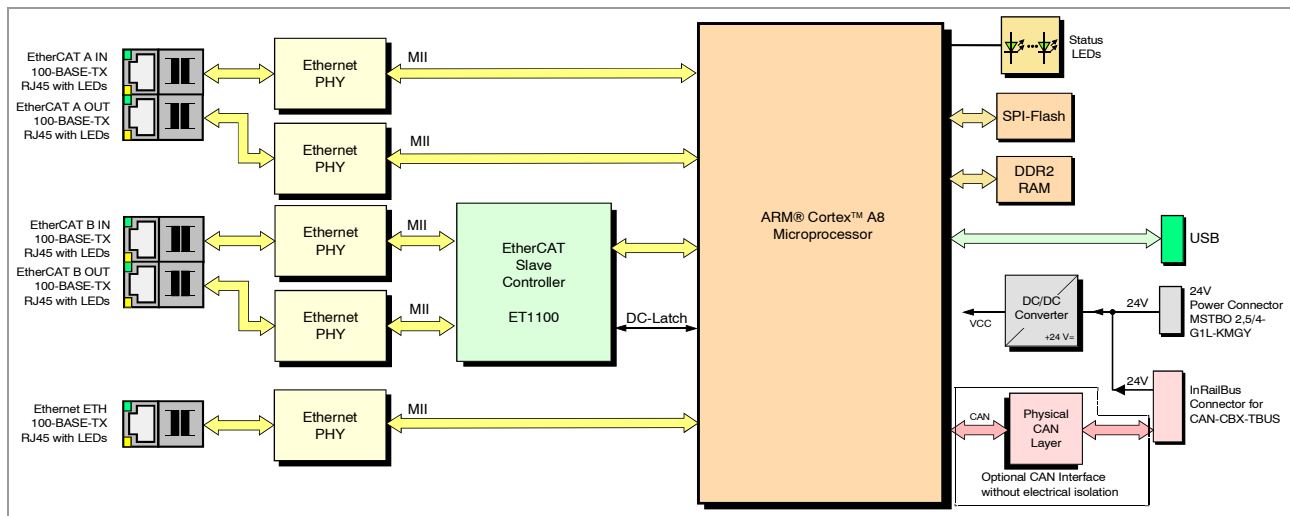 EtherCAT A IN
100-BASE-TX
RJ45 with LEDs
EtherCAT A OUT
100-BASE-TX
RJ45 with LEDs
Ethernet
PHY
MII
Ethernet
PHY
MII
EtherCAT B IN
100-BASE-TX
RJ45 with LEDs
EtherCAT B OUT
100-BASE-TX
RJ45 with LEDs
Ethernet
PHY
MII
Ethernet
PHY
MII
EtherCAT
Slave
Controller
ET1100
DC-Latch
Ethernet ETH
100-BASE-TX
RJ45 with LEDs
Ethernet
PHY
MII
ARM® Cortex™ A8
Microprocessor
Status
LEDs
SPI-Flash
DDR2
RAM
USB
VCC
DC/DC
Converter
+24 V=
24V
24V
Power Connector
MSTBO 2,5/4-
G1L-KMGY
24V
InRailBus
Connector for
CAN-CBX-TBUS
CAN
Physical
CAN
Layer
Optional CAN Interface
without electrical isolation